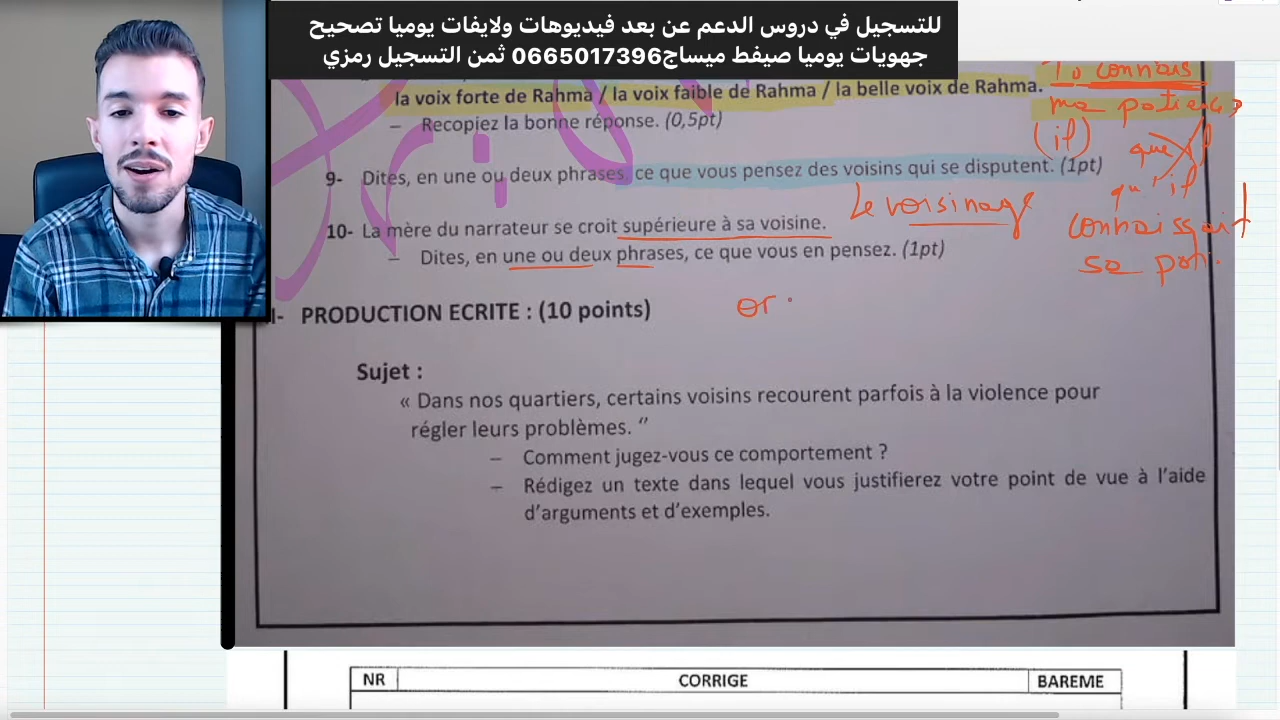 للتسجيل في دروس الدعم عن بعد فيديوهات ولايفات يوميا تصحيح
جهويات يوميا صيفط ميساج0665017396 ثمن التسجيل رمزي
Tu connais
la voix forte de Rahma / la voix faible de Rahma / la belle voix de Rahma.
ma patience,
– Recopiez la bonne réponse. (0,5pt)
(il)
que
9- Dites, en une ou deux phrases, ce que vous pensez des voisins qui se disputent. (1pt)
qu'il
Le voisinage
10- La mère du narrateur se croit supérieure à sa voisine.
connaissait
– Dites, en une ou deux phrases, ce que vous en pensez. (1pt)
sa pat.
I- PRODUCTION ECRITE : (10 points)
or
Sujet :
« Dans nos quartiers, certains voisins recourent parfois à la violence pour
régler leurs problèmes. ”
– Comment jugez-vous ce comportement ?
– Rédigez un texte dans lequel vous justifierez votre point de vue à l’aide
d’arguments et d’exemples.
NR CORRIGE BAREME